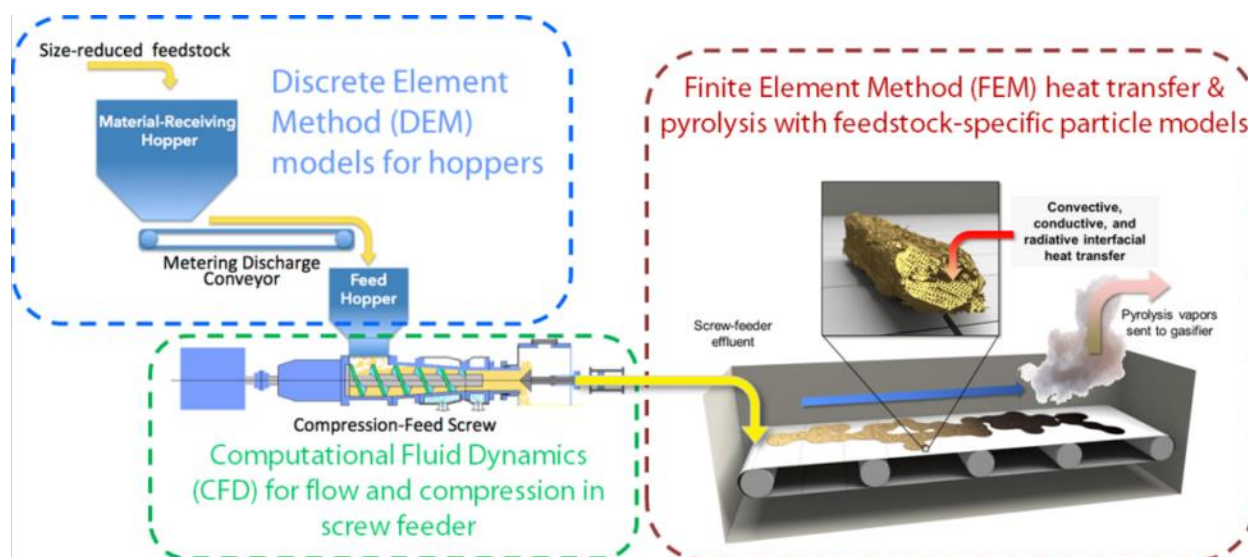 Size-reduced feedstock
Material-Receiving
Hopper
Discrete Element
Method (DEM)
models for hoppers
Metering Discharge
Conveyor
Feed
Hopper
Compression-Feed Screw
Computational Fluid Dynamics
(CFD) for flow and compression in
screw feeder
Finite Element Method (FEM) heat transfer &
pyrolysis with feedstock-specific particle models
Convective,
conductive, and
radiative interfacial
heat transfer
Screw-feeder
effluent
Pyrolysis vapors
sent to gasifier